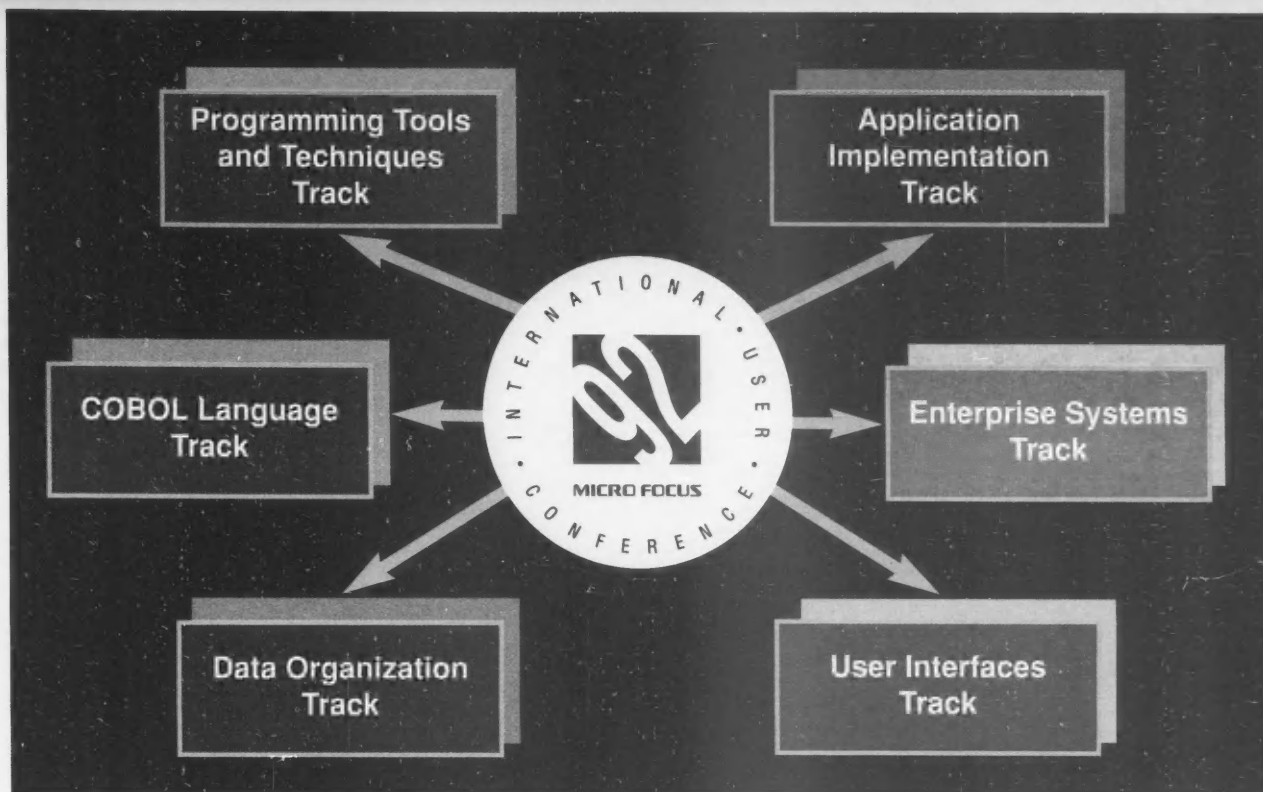 Programming Tools
and Techniques
Track
Application
Implementation
Track
INTERNATIONAL • USER • CONFERENCE •
92
MICRO FOCUS
COBOL Language
Track
Enterprise Systems
Track
Data Organization
Track
User Interfaces
Track